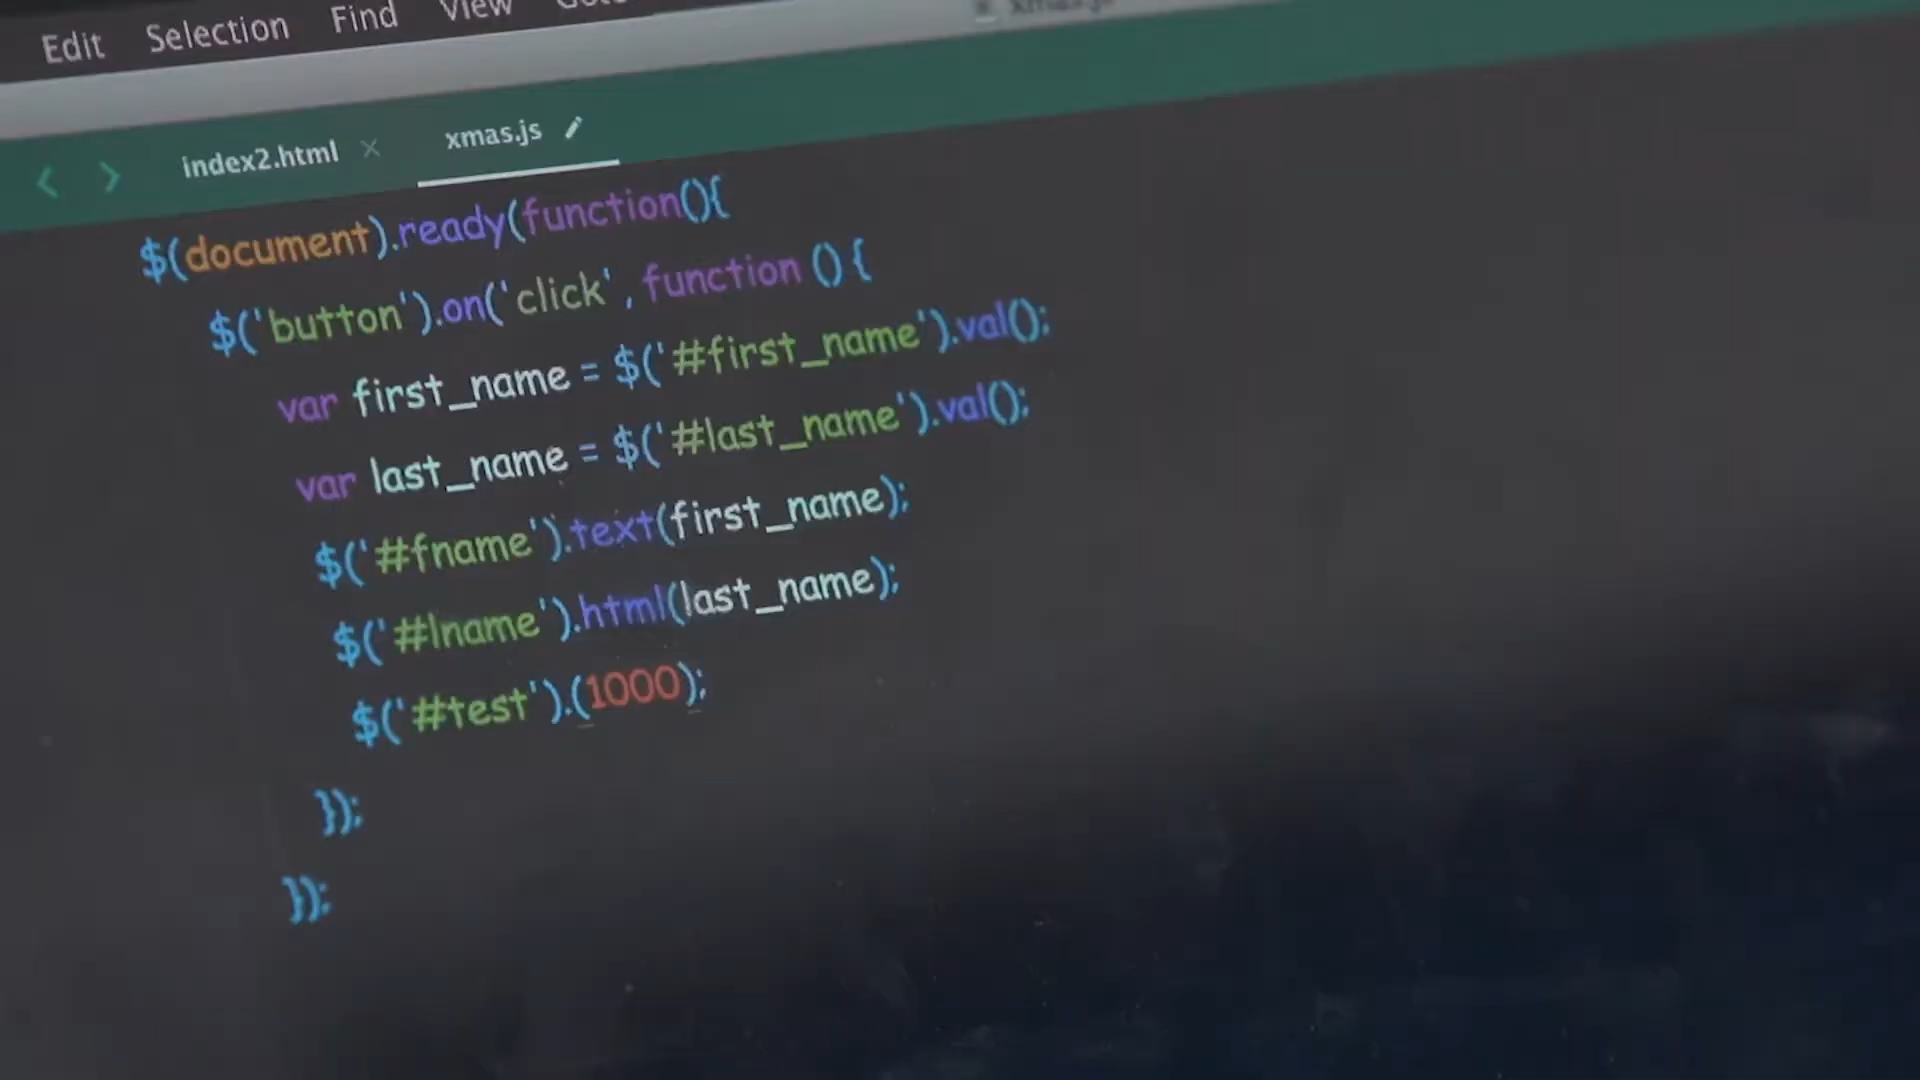 Edit Selection Find View
index2.html xmas.js
$(document).ready(function(){
$('button').on('click', function () {
var first_name = $('#first_name').val();
var last_name = $('#last_name').val();
$('#fname').text(first_name);
$('#lname').html(last_name);
$('#test').(1000);
});
});